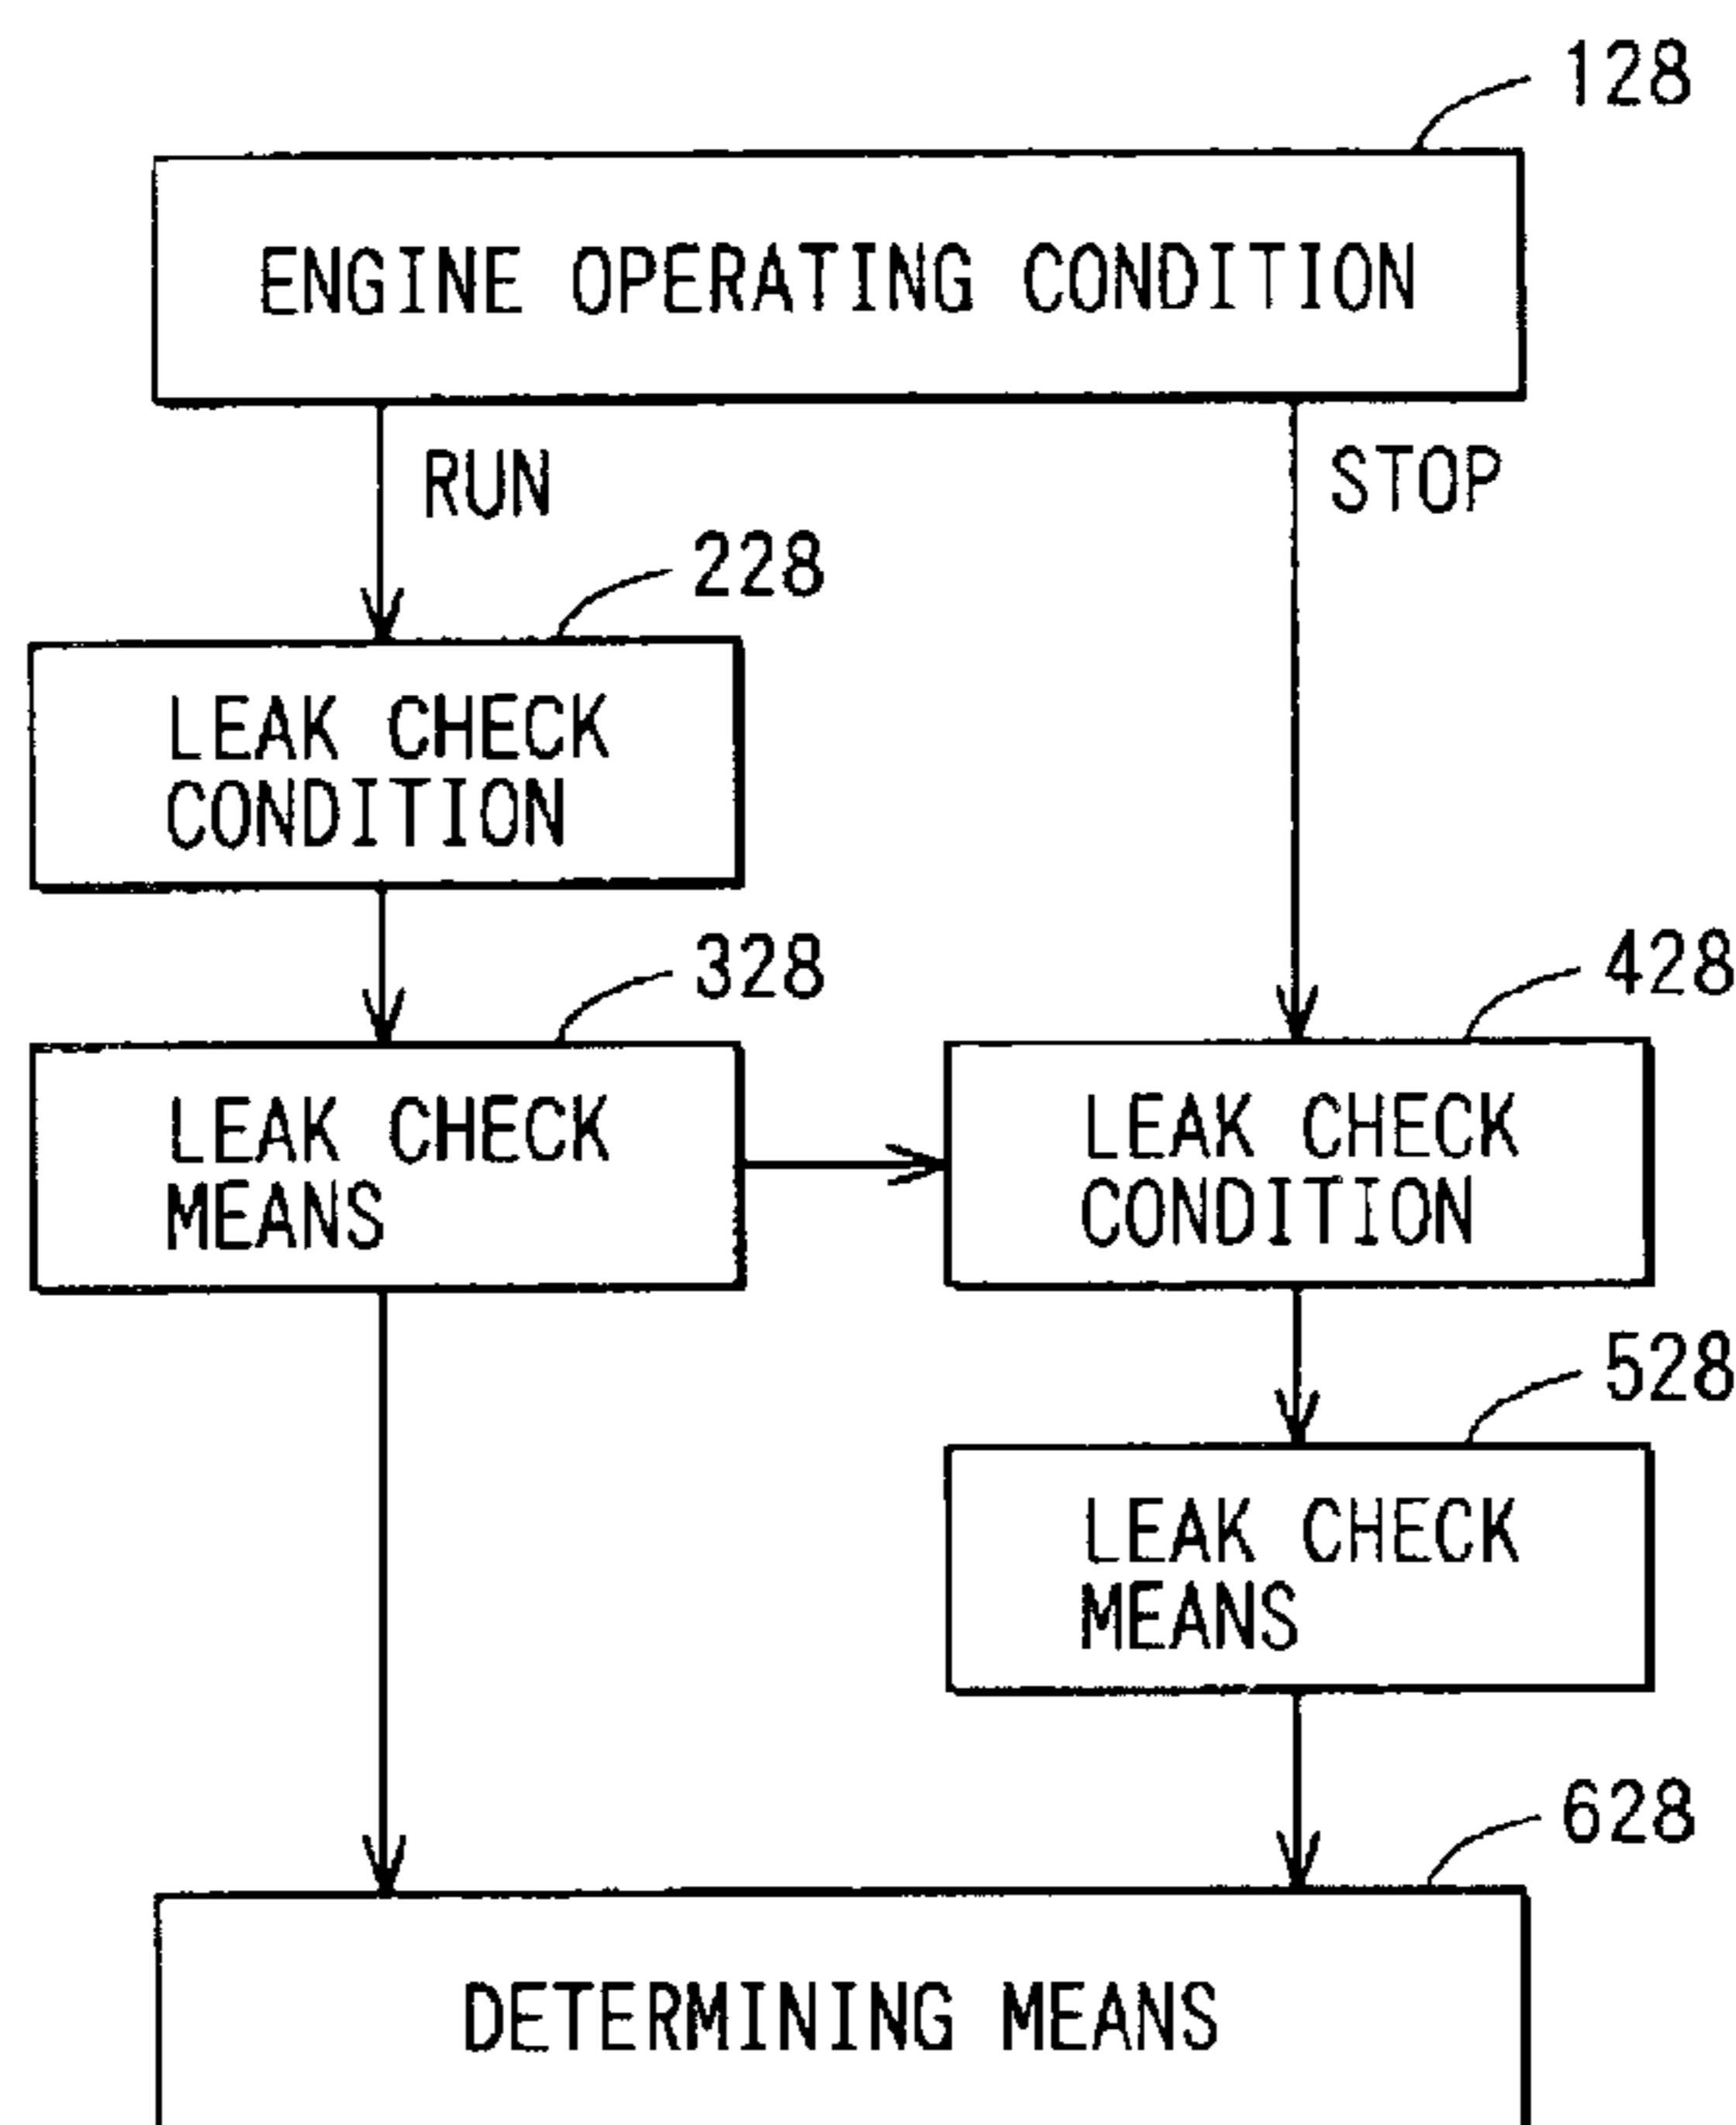 128
ENGINE OPERATING CONDITION
RUN
STOP
228
LEAK CHECK
CONDITION
328
LEAK CHECK
MEANS
428
LEAK CHECK
CONDITION
528
LEAK CHECK
MEANS
628
DETERMINING MEANS